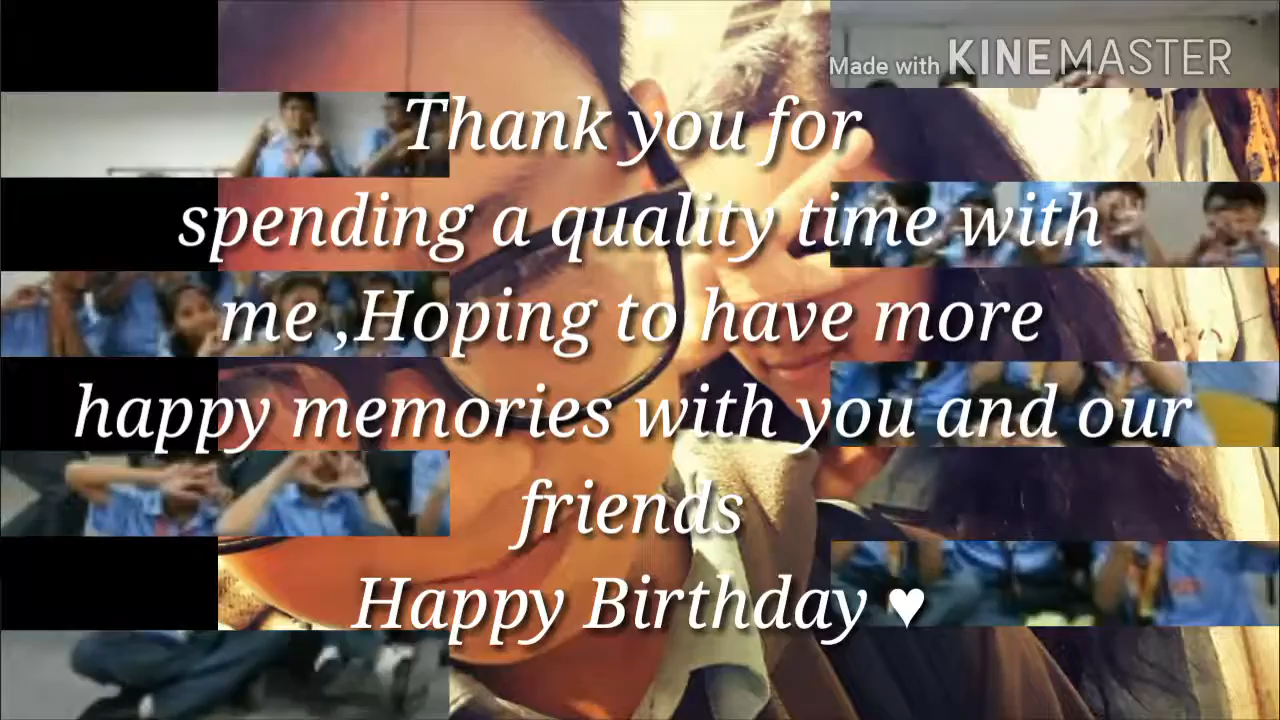 Made with KINEMASTER
Thank you for
spending a quality time with
me ,Hoping to have more
happy memories with you and our
friends
Happy Birthday ♥